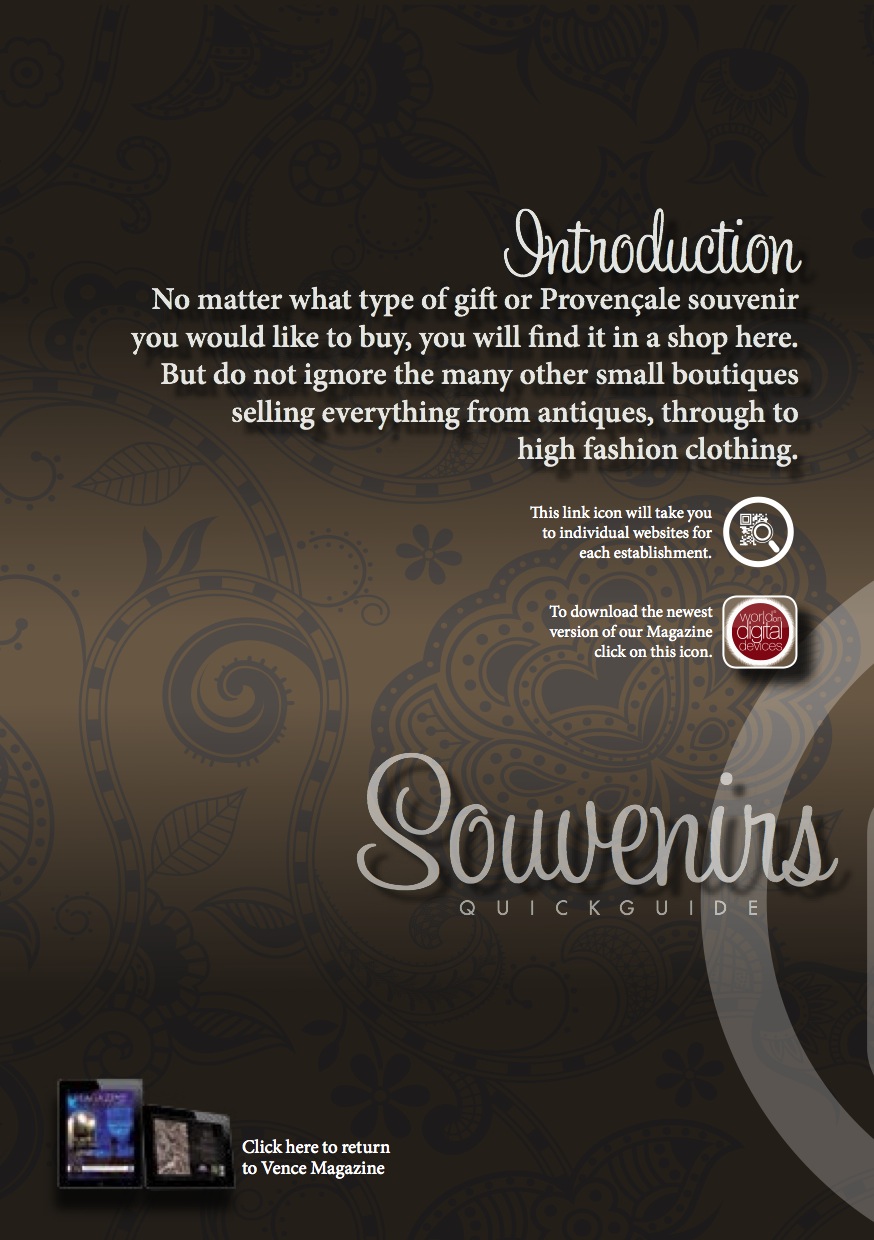 Introduction
No matter what type of gift or Provençale souvenir
you would like to buy, you will find it in a shop here.
But do not ignore the many other small boutiques
selling everything from antiques, through to
high fashion clothing.
This link icon will take you
to individual websites for
each establishment.
To download the newest
version of our Magazine
click on this icon.
world on
digital
devices
Souvenirs
QUICKGUIDE
MAGAZINE
Click here to return
to Vence Magazine